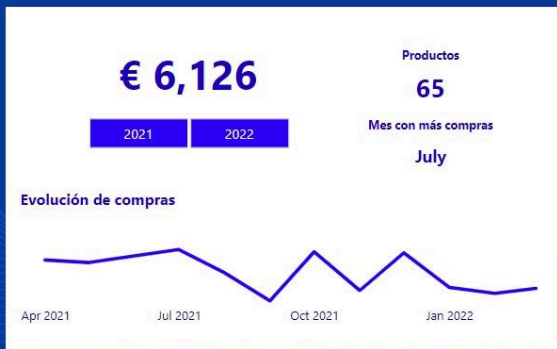 € 6,126
2021 2022
Productos
65
Mes con más compras
July
Evolución de compras
Apr 2021 Jul 2021 Oct 2021 Jan 2022